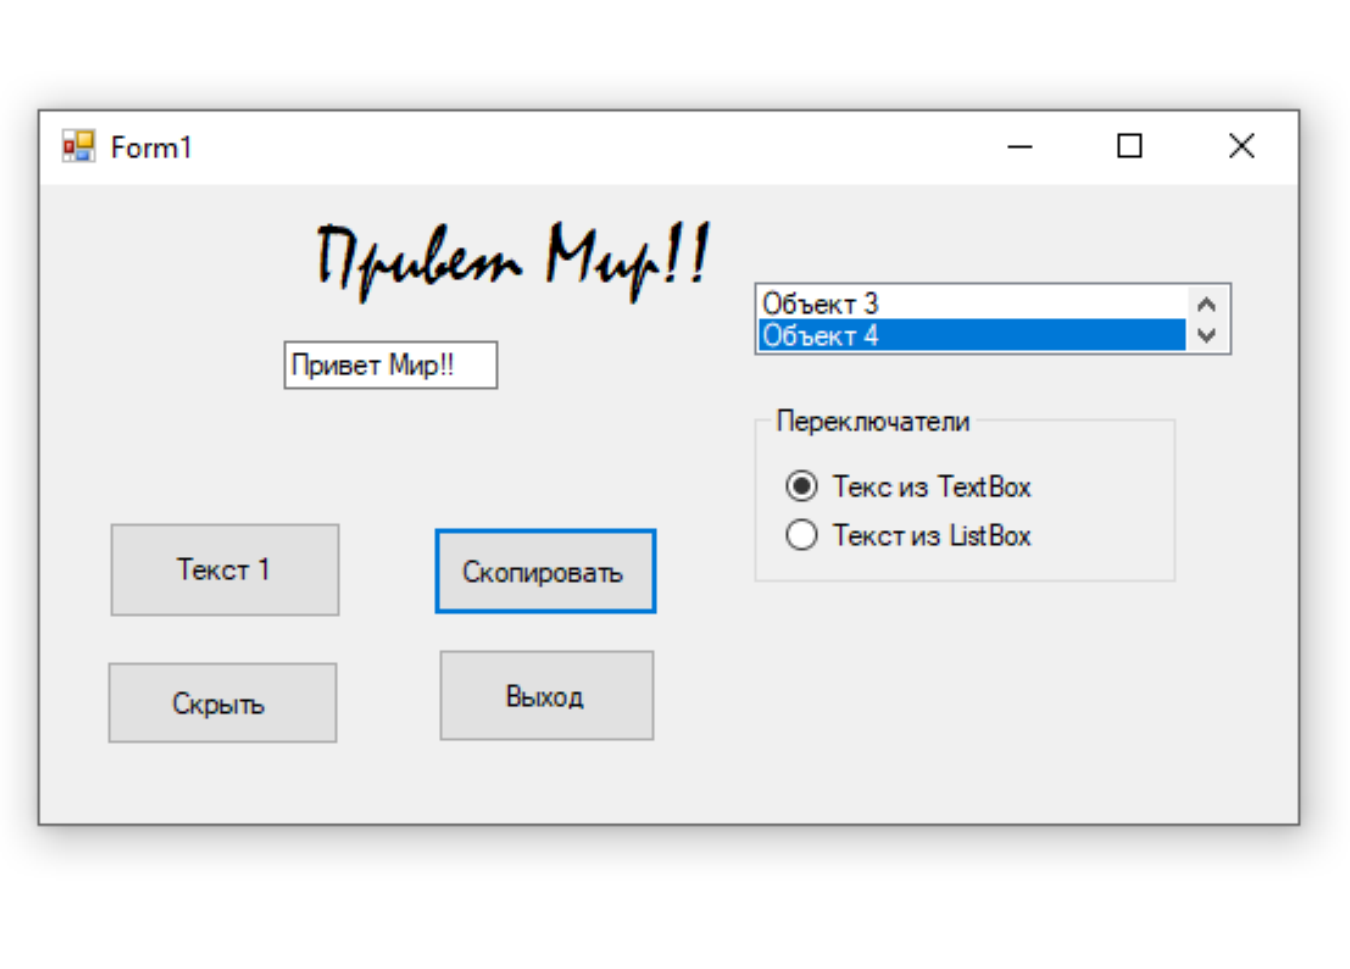 Form1
Привет Мир!!
Привет Мир!!
Объект 3
Объект 4
Переключатели
Текс из TextBox
Текст из ListBox
Текст 1
Скопировать
Скрыть
Выход